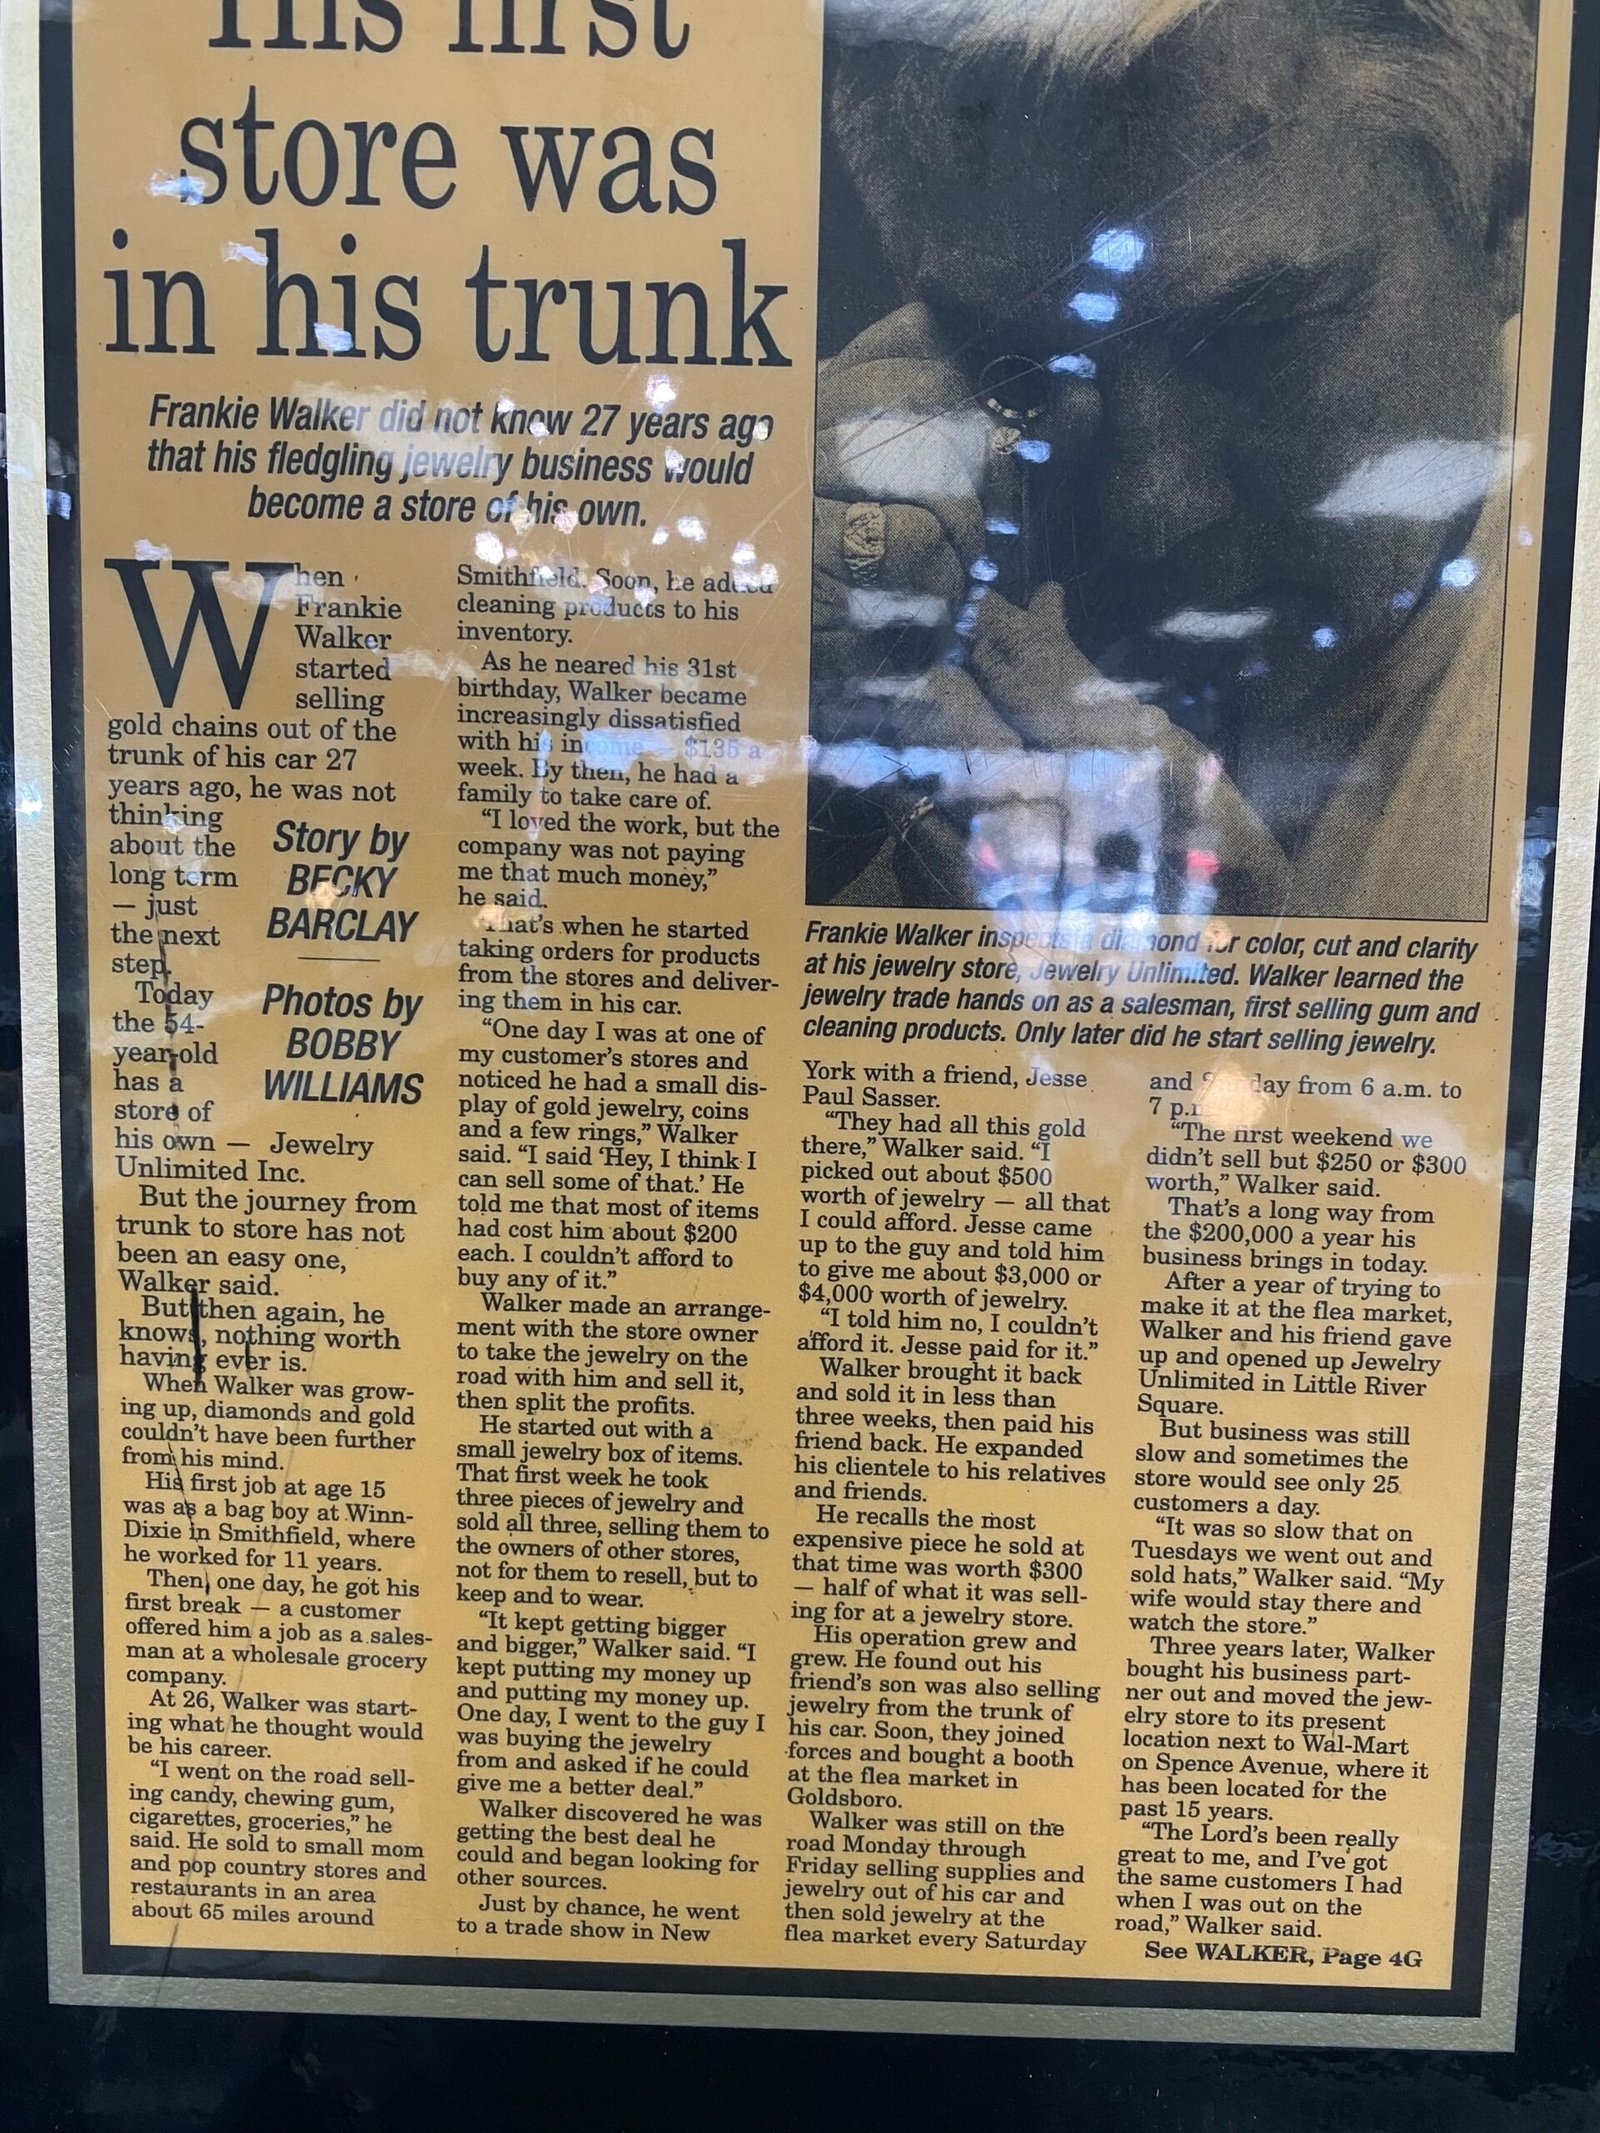 His first
store was
in his trunk
Frankie Walker did not know 27 years ago
that his fledgling jewelry business would
become a store of his own.
When
Frankie
Walker
started
selling
gold chains out of the
trunk of his car 27
years ago, he was not
thinking
about the
long term
— just
the next
step.
Today
the 54-
year-old
has a
store of
his own — Jewelry
Unlimited Inc.
But the journey from
trunk to store has not
been an easy one,
Walker said.
But then again, he
knows, nothing worth
having ever is.
When Walker was grow-
ing up, diamonds and gold
couldn't have been further
from his mind.
His first job at age 15
was as a bag boy at Winn-
Dixie in Smithfield, where
he worked for 11 years.
Then, one day, he got his
first break — a customer
offered him a job as a sales-
man at a wholesale grocery
company.
At 26, Walker was start-
ing what he thought would
be his career.
"I went on the road sell-
ing candy, chewing gum,
cigarettes, groceries," he
said. He sold to small mom
and pop country stores and
restaurants in an area
about 65 miles around
Story by
BECKY
BARCLAY
Photos by
BOBBY
WILLIAMS
Smithfield. Soon, he added
cleaning products to his
inventory.
As he neared his 31st
birthday, Walker became
increasingly dissatisfied
with his income — $135 a
week. By then, he had a
family to take care of.
"I loved the work, but the
company was not paying
me that much money,"
he said.
That's when he started
taking orders for products
from the stores and deliver-
ing them in his car.
"One day I was at one of
my customer's stores and
noticed he had a small dis-
play of gold jewelry, coins
and a few rings," Walker
said. "I said 'Hey, I think I
can sell some of that.' He
told me that most of items
had cost him about $200
each. I couldn't afford to
buy any of it."
Walker made an arrange-
ment with the store owner
to take the jewelry on the
road with him and sell it,
then split the profits.
He started out with a
small jewelry box of items.
That first week he took
three pieces of jewelry and
sold all three, selling them to
the owners of other stores,
not for them to resell, but to
keep and to wear.
"It kept getting bigger
and bigger," Walker said. "I
kept putting my money up
and putting my money up.
One day, I went to the guy I
was buying the jewelry
from and asked if he could
give me a better deal."
Walker discovered he was
getting the best deal he
could and began looking for
other sources.
Just by chance, he went
to a trade show in New
Frankie Walker inspects a diamond for color, cut and clarity
at his jewelry store, Jewelry Unlimited. Walker learned the
jewelry trade hands on as a salesman, first selling gum and
cleaning products. Only later did he start selling jewelry.
York with a friend, Jesse
Paul Sasser.
"They had all this gold
there," Walker said. "I
picked out about $500
worth of jewelry — all that
I could afford. Jesse came
up to the guy and told him
to give me about $3,000 or
$4,000 worth of jewelry.
"I told him no, I couldn't
afford it. Jesse paid for it."
Walker brought it back
and sold it in less than
three weeks, then paid his
friend back. He expanded
his clientele to his relatives
and friends.
He recalls the most
expensive piece he sold at
that time was worth $300
— half of what it was sell-
ing for at a jewelry store.
His operation grew and
grew. He found out his
friend's son was also selling
jewelry from the trunk of
his car. Soon, they joined
forces and bought a booth
at the flea market in
Goldsboro.
Walker was still on the
road Monday through
Friday selling supplies and
jewelry out of his car and
then sold jewelry at the
flea market every Saturday
and Sunday from 6 a.m. to
7 p.m.
"The first weekend we
didn't sell but $250 or $300
worth," Walker said.
That's a long way from
the $200,000 a year his
business brings in today.
After a year of trying to
make it at the flea market,
Walker and his friend gave
up and opened up Jewelry
Unlimited in Little River
Square.
But business was still
slow and sometimes the
store would see only 25
customers a day.
"It was so slow that on
Tuesdays we went out and
sold hats," Walker said. "My
wife would stay there and
watch the store."
Three years later, Walker
bought his business part-
ner out and moved the jew-
elry store to its present
location next to Wal-Mart
on Spence Avenue, where it
has been located for the
past 15 years.
"The Lord's been really
great to me, and I've got
the same customers I had
when I was out on the
road," Walker said.
See WALKER, Page 4G